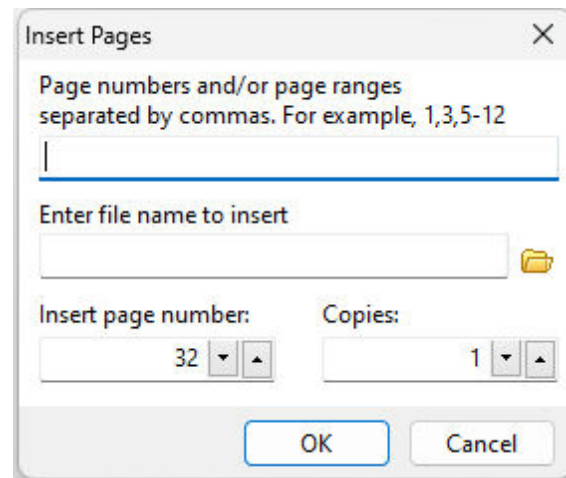 Insert Pages
Page numbers and/or page ranges
separated by commas. For example, 1,3,5-12
Enter file name to insert
Insert page number: Copies:
32 1
OK Cancel